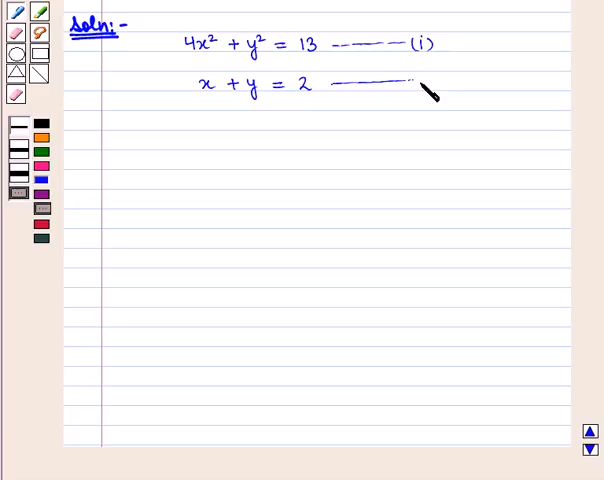 Soln:-
4x² + y² = 13 ———— (i)
x + y = 2 ————